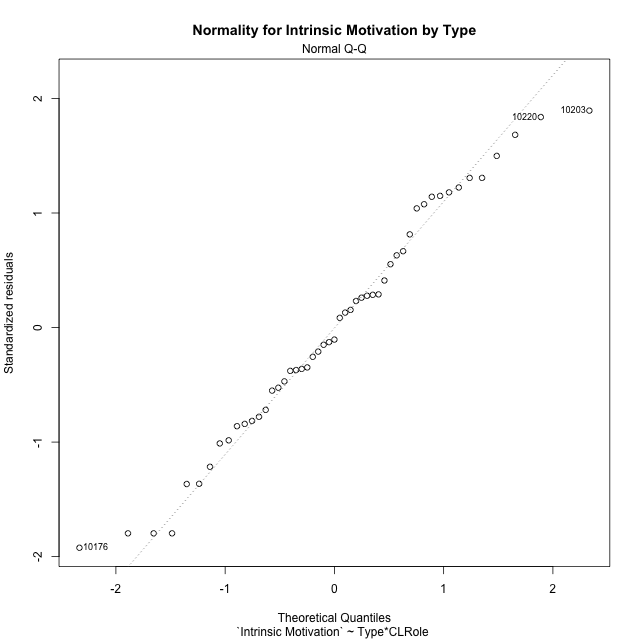 Normality for Intrinsic Motivation by Type
Normal Q-Q
2
1
0
-1
-2
Standardized residuals
10220
10203
10176
-2 -1 0 1 2
Theoretical Quantiles
`Intrinsic Motivation` ~ Type*CLRole